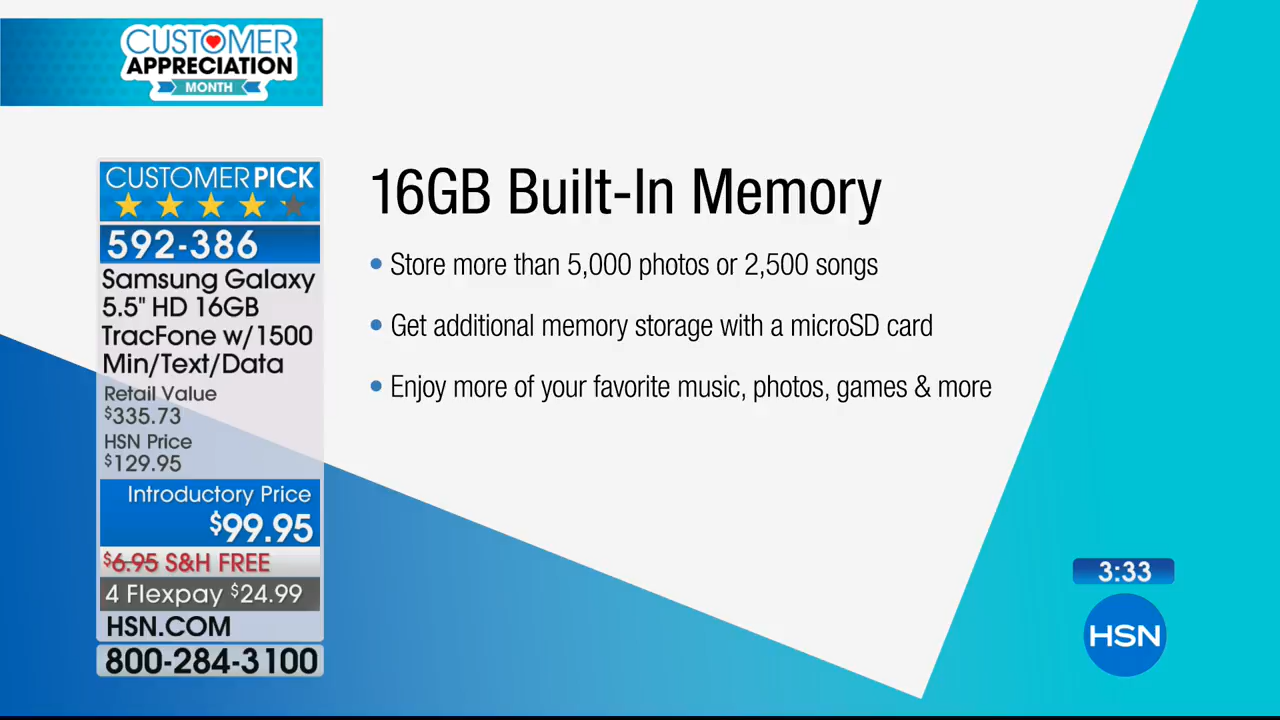 CUSTOMER
APPRECIATION
MONTH
CUSTOMER PICK
592-386
Samsung Galaxy
5.5" HD 16GB
TracFone w/1500
Min/Text/Data
Retail Value
$335.73
HSN Price
$129.95
Introductory Price
$99.95
$6.95 S&H FREE
4 Flexpay $24.99
HSN.COM
800-284-3100
16GB Built-In Memory
• Store more than 5,000 photos or 2,500 songs
• Get additional memory storage with a microSD card
• Enjoy more of your favorite music, photos, games & more
3:33
HSN